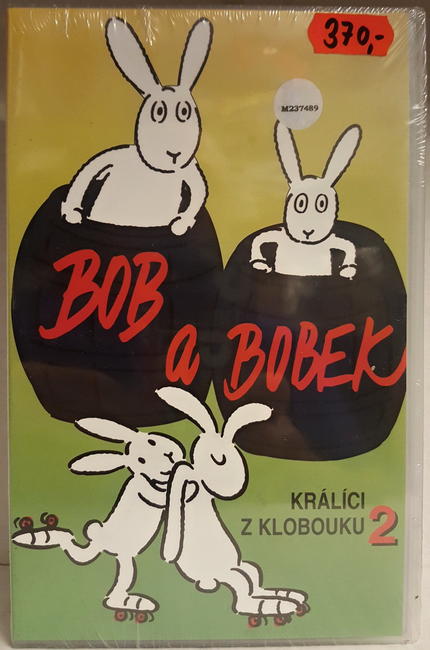 370,-
M237489
BOB
a BOBEK
KRÁLÍCI
Z KLOBOUKU 2